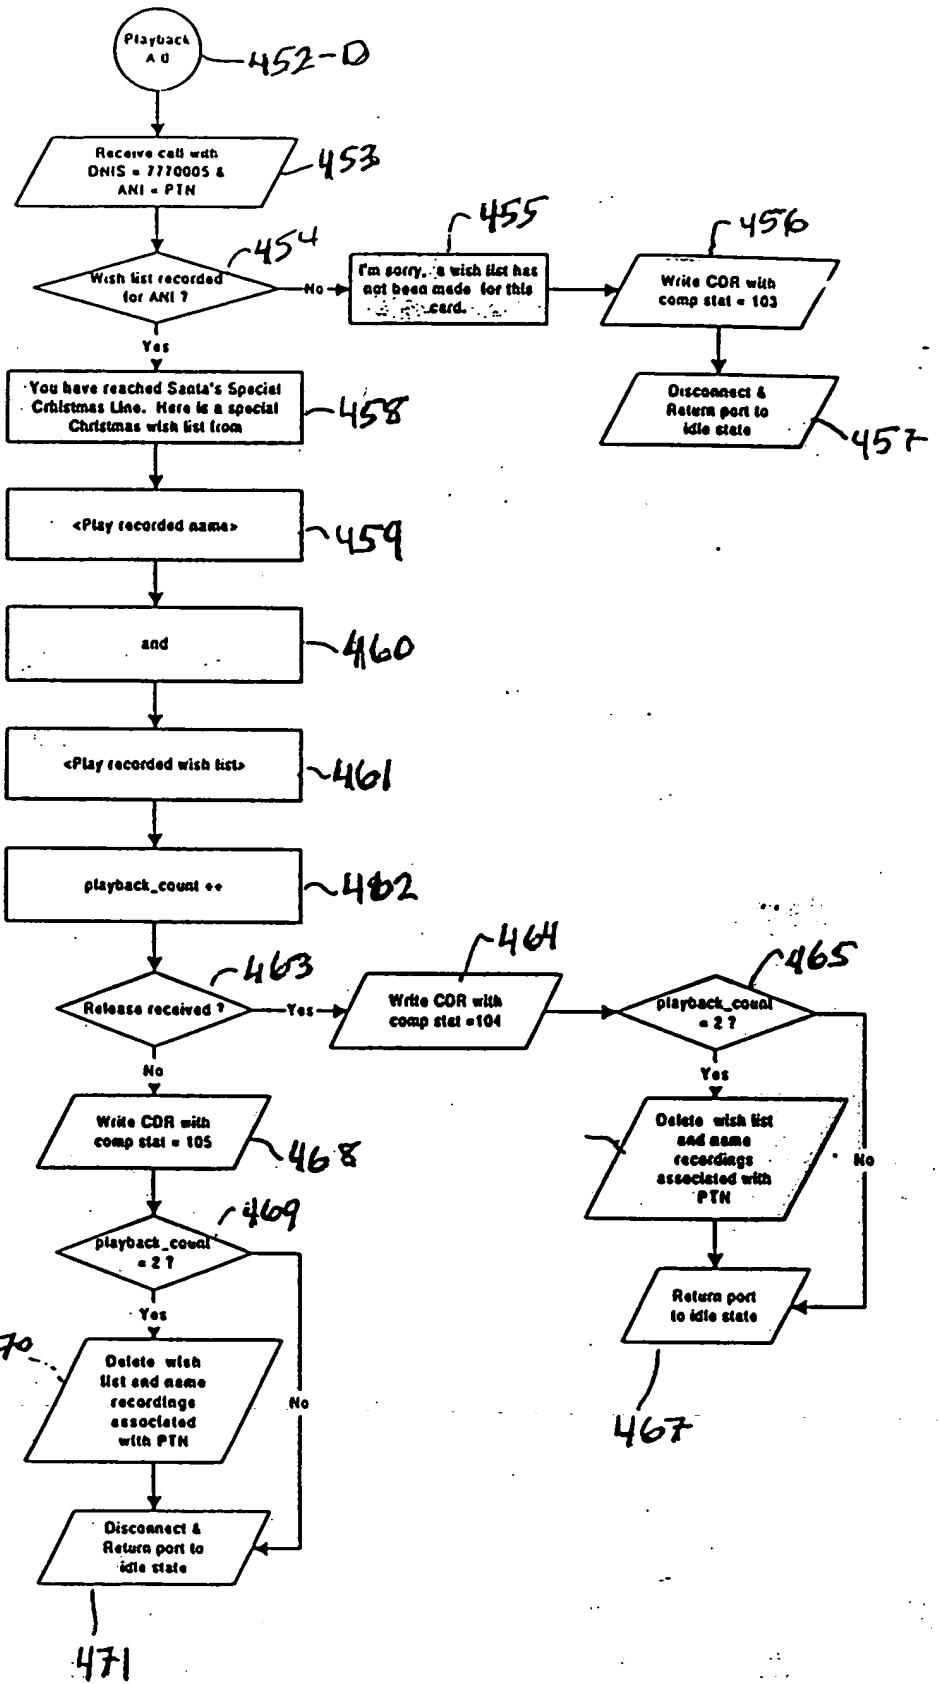 Playback
A 0
452-D
Receive call with
DNIS = 7770005 &
ANI = PTN
453
Wish list recorded
for ANI ?
454
No
I'm sorry, a wish list has
not been made for this
card.
455
Write CDR with
comp stat = 103
456
Disconnect &
Return port to
idle state
457
Yes
You have reached Santa's Special
Crhistmas Line. Here is a special
Christmas wish list from
458
<Play recorded name>
459
and
460
<Play recorded wish list>
461
playback_count ++
462
Release received ?
463
Yes
Write CDR with
comp stat =104
464
playback_count
= 2 ?
465
Yes
No
Delete wish list
and name
recordings
associated with
PTN
Return port
to idle state
467
No
Write CDR with
comp stat = 105
468
playback_count
= 2 ?
469
Yes
No
Delete wish
list and name
recordings
associated
with PTN
70
Disconnect &
Return port to
idle state
471